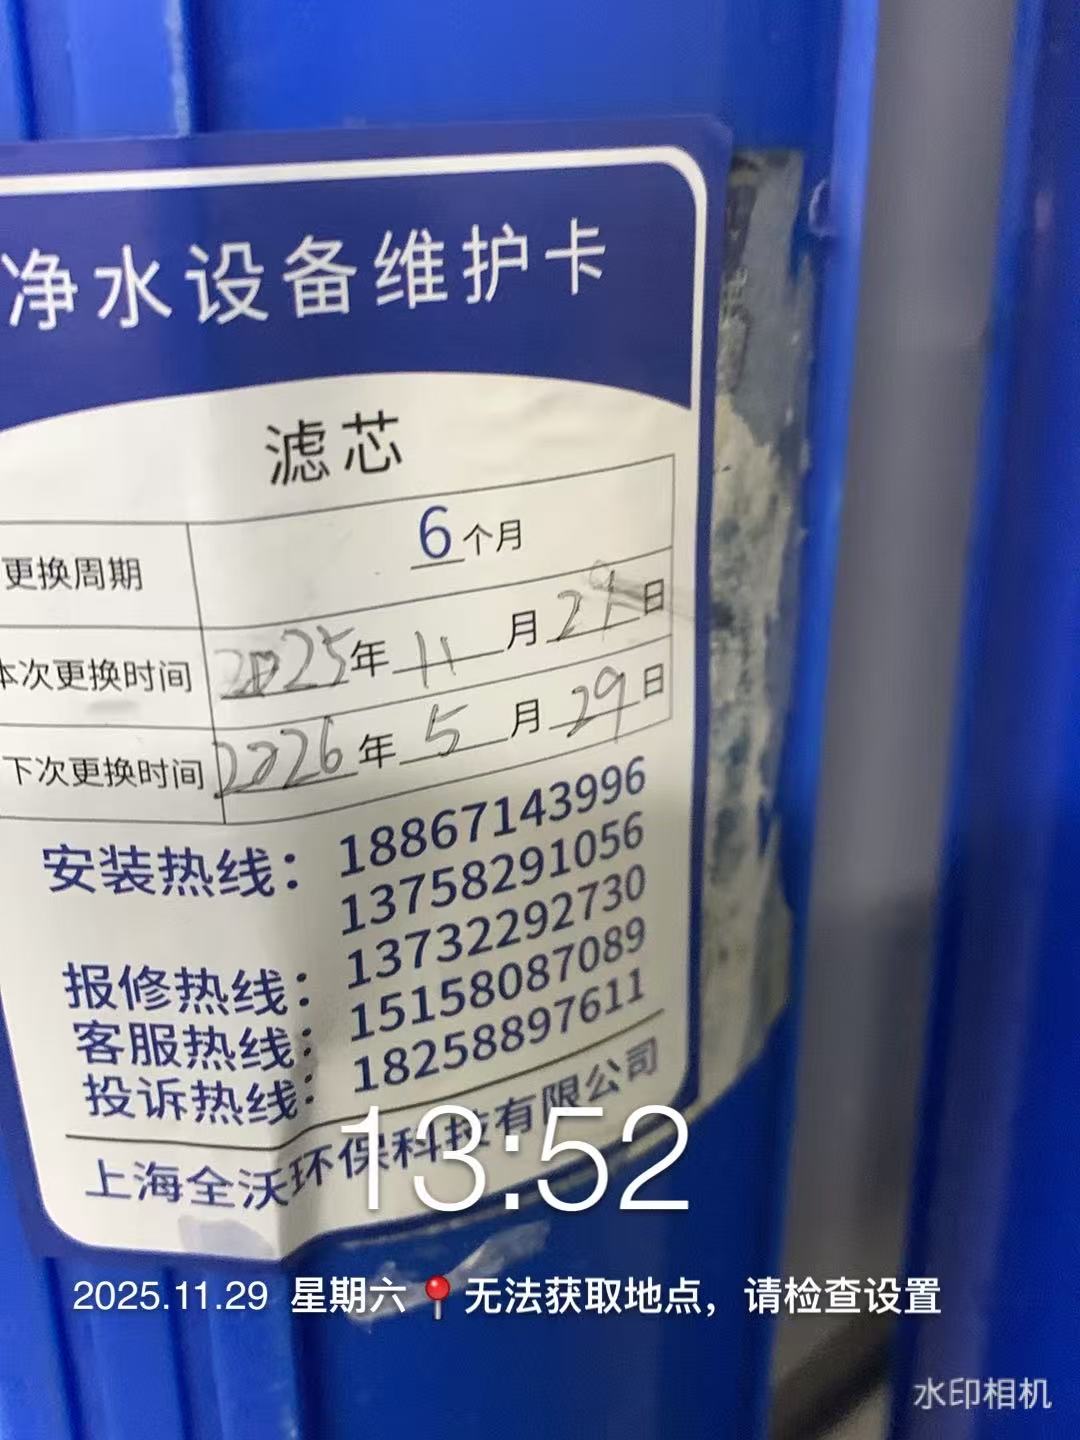 净水设备维护卡
滤芯
更换周期 6个月
本次更换时间 2025年11月29日
下次更换时间 2026年5月29日
安装热线：18867143996
13758291056
报修热线：13732292730
客服热线：15158087089
投诉热线：18258897611
上海全沃环保科技有限公司
13:52
2025.11.29 星期六 无法获取地点，请检查设置
水印相机